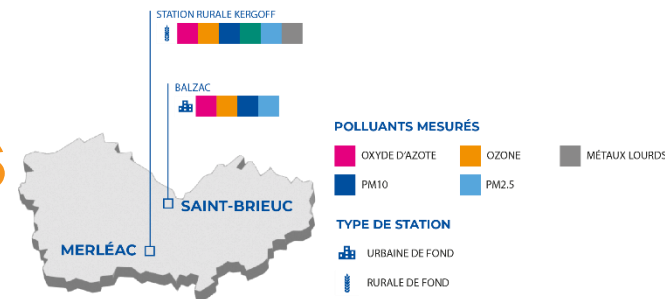 STATION RURALE KERGOFF
BALZAC
SAINT-BRIEUC
MERLÉAC
POLLUANTS MESURÉS
OXYDE D'AZOTE
OZONE
MÉTAUX LOURDS
PM10
PM2.5
TYPE DE STATION
URBAINE DE FOND
RURALE DE FOND